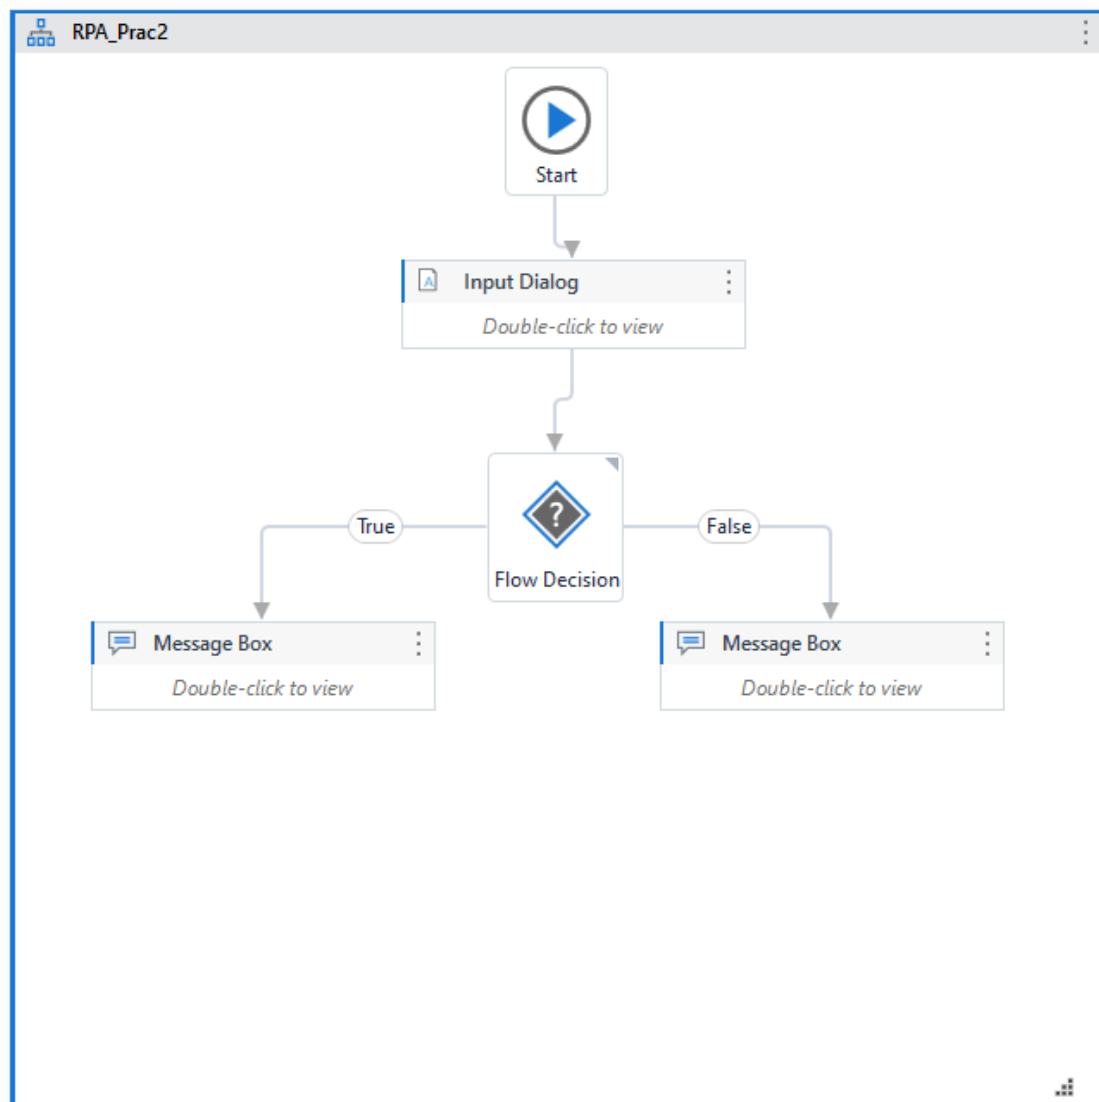 RPA_Prac2
Start
Input Dialog
Double-click to view
?
Flow Decision
True
False
Message Box
Double-click to view
Message Box
Double-click to view